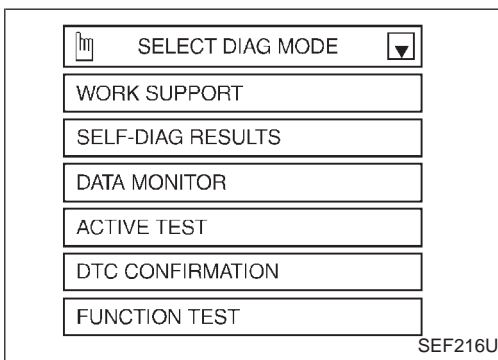 SELECT DIAG MODE
WORK SUPPORT
SELF-DIAG RESULTS
DATA MONITOR
ACTIVE TEST
DTC CONFIRMATION
FUNCTION TEST
SEF216U